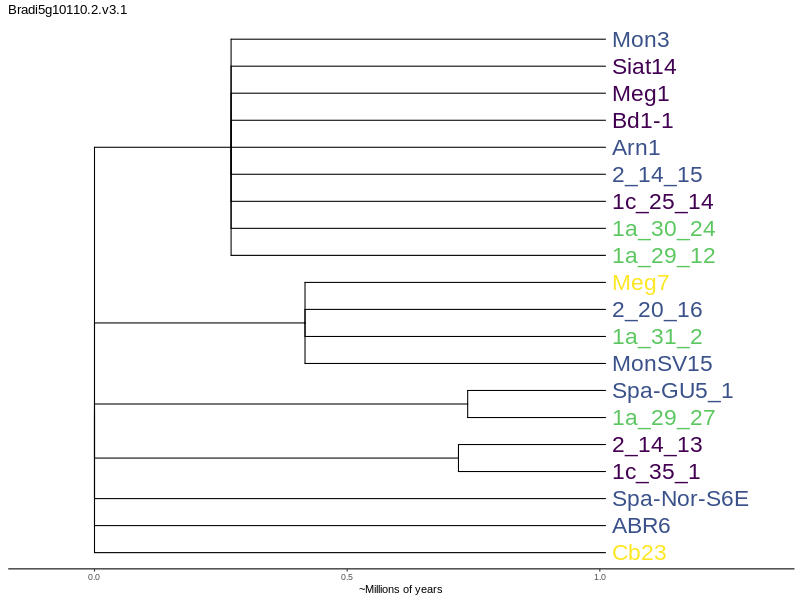 Bradi5g10110.2.v3.1
Mon3
Siat14
Meg1
Bd1-1
Arn1
2_14_15
1c_25_14
1a_30_24
1a_29_12
Meg7
2_20_16
1a_31_2
MonSV15
Spa-GU5_1
1a_29_27
2_14_13
1c_35_1
Spa-Nor-S6E
ABR6
Cb23
0.0 0.5 1.0
~Millions of years